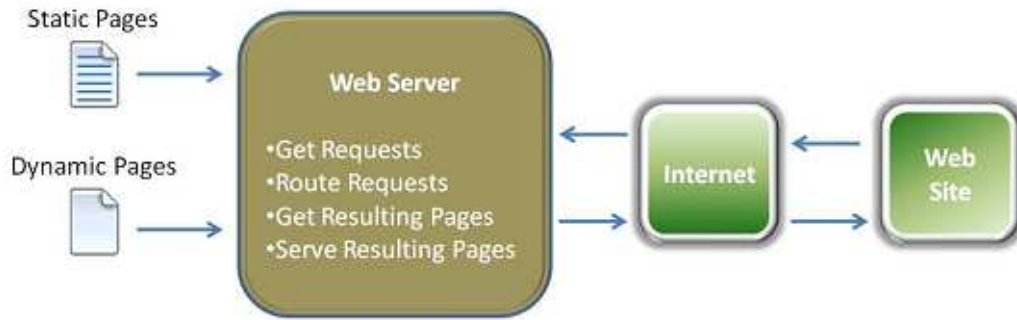 Static Pages
Dynamic Pages
Web Server
•Get Requests
•Route Requests
•Get Resulting Pages
•Serve Resulting Pages
Internet
Web
Site